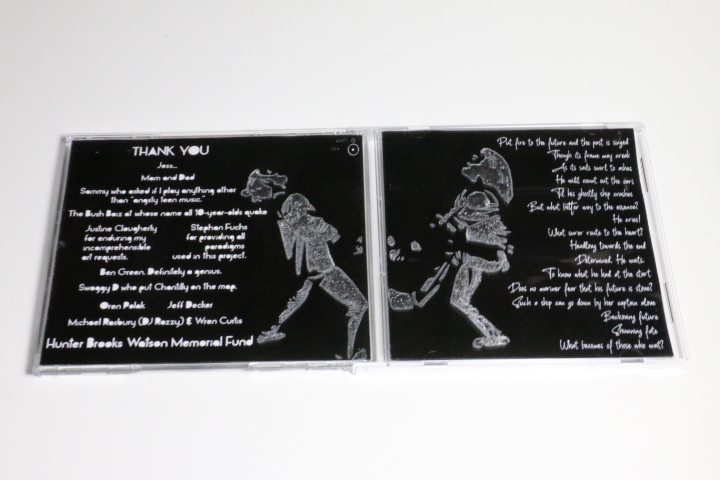 THANK YOU
Jess...
Mom and Dad
Sammy who asked if I play anything other
than "angsty teen music."
The Bush Boiz of whose name all 10-year-olds quake
Justine Clougherty
for enduring my
incomprehensible
art requests.
Stephan Fuchs
for providing all
paradigms
used in this project.
Ben Green. Definitely a genius.
Swaggy D who put Chantilly on the map.
Oren Polak Jeff Decker
Michael Rosbury (DJ Razzy) & Wren Curtis
Hunter Brooks Watson Memorial Fund
Put fire to the future and the past is singed
Though its frame may creak
As its sails swort to ashes
He will count out the oars
Til his ghostly ship crashes
But what better way to the essence?
He cries!
What surer route to the heart?
Headlong towards the end
Determined. He waits.
To know what he had at the start
Does no mariner fear that his future is stone?
Such a ship can go down by her captain alone
Beckoning future
Shunning fate
What becomes of those who wait?